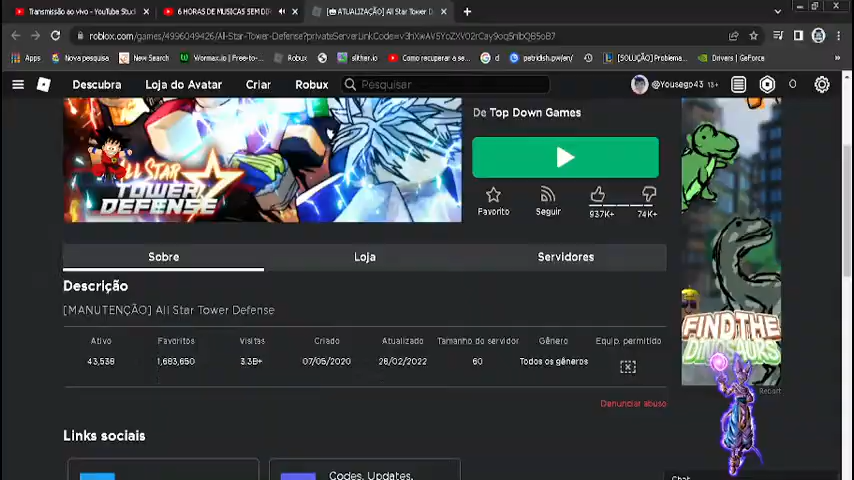 Transmissão ao vivo - YouTube Studi
6 HORAS DE MUSICAS SEM DIR
ATUALIZAÇÃO] All Star Tower D
roblox.com/games/4996049426/All-Star-Tower-Defense?privateServerLinkCode=
Apps
Nova pesquisa
New Search
Wormax.io | Free-to-...
Roblox
slither.io
Como recuperar a se...
d
petridish.pw/en/
[SOLUÇÃO]Problema...
Drivers | GeForce
Descubra
Loja do Avatar
Criar
Robux
Pesquisar
@Yousego43 13+
0
De Top Down Games
ALL STAR
TOWER
DEFENSE
Favorito
Seguir
937K+
74K+
Sobre
Loja
Servidores
Descrição
[MANUTENÇÃO] All Star Tower Defense
Ativo Favoritos Visitas Criado Atualizado Tamanho do servidor Gênero Equip. permitido
43,538 1,683,650 3.3B+ 07/05/2020 28/02/2022 60 Todos os gêneros
FIND THE
DINOSAURS
Denunciar abuso
Links sociais
Codes, Updates,
Chat